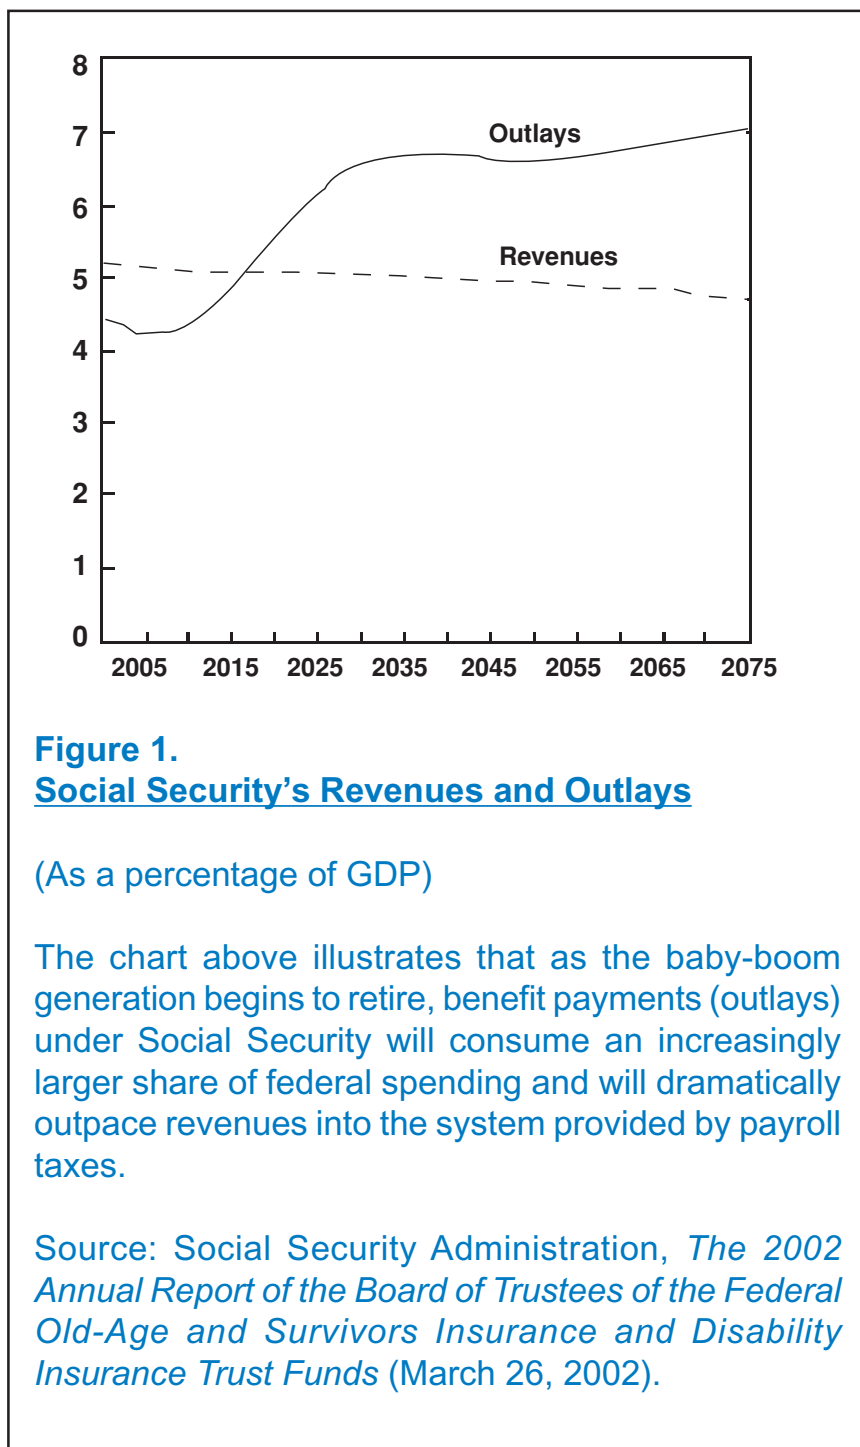 8
7
Outlays
6
Revenues
5
4
3
2
1
0
2005 2015 2025 2035 2045 2055 2065 2075
Figure 1.
Social Security’s Revenues and Outlays
(As a percentage of GDP)
The chart above illustrates that as the baby-boom
generation begins to retire, benefit payments (outlays)
under Social Security will consume an increasingly
larger share of federal spending and will dramatically
outpace revenues into the system provided by payroll
taxes.
Source: Social Security Administration, The 2002
Annual Report of the Board of Trustees of the Federal
Old-Age and Survivors Insurance and Disability
Insurance Trust Funds (March 26, 2002).